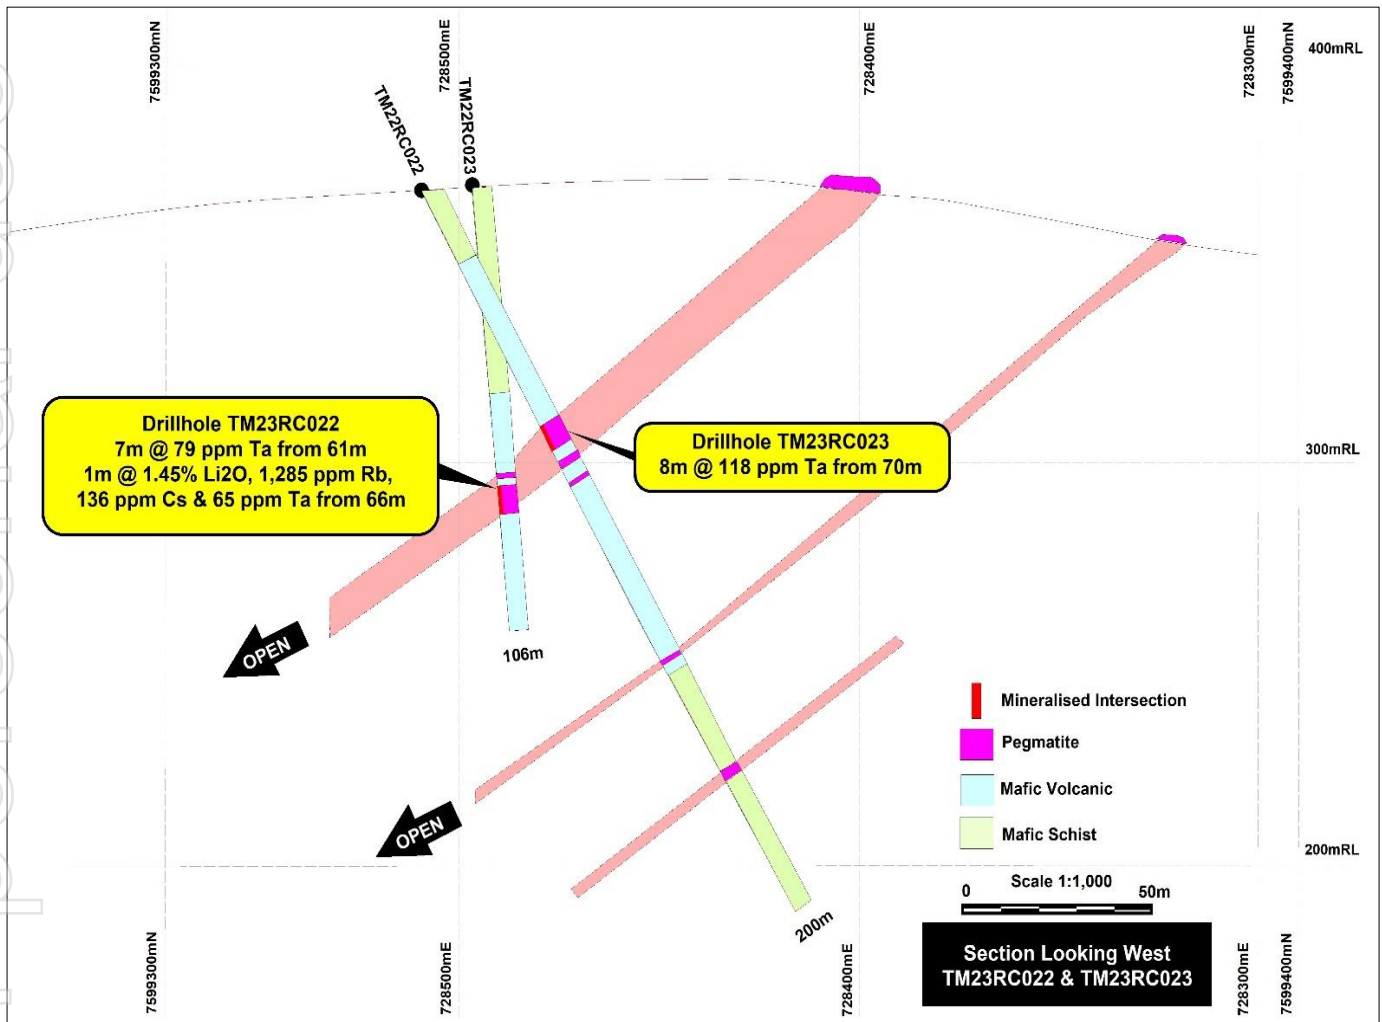 7599300mN
728500mE
728400mE
728300mE
7599400mN
400mRL
TM22RC022
TM22RC023
Drillhole TM23RC022
7m @ 79 ppm Ta from 61m
1m @ 1.45% Li2O, 1,285 ppm Rb,
136 ppm Cs & 65 ppm Ta from 66m
Drillhole TM23RC023
8m @ 118 ppm Ta from 70m
300mRL
OPEN
106m
OPEN
Mineralised Intersection
Pegmatite
Mafic Volcanic
Mafic Schist
200mRL
Scale 1:1,000
0
50m
200m
Section Looking West
TM23RC022 & TM23RC023
7599300mN
728500mE
728400mE
728300mE
7599400mN